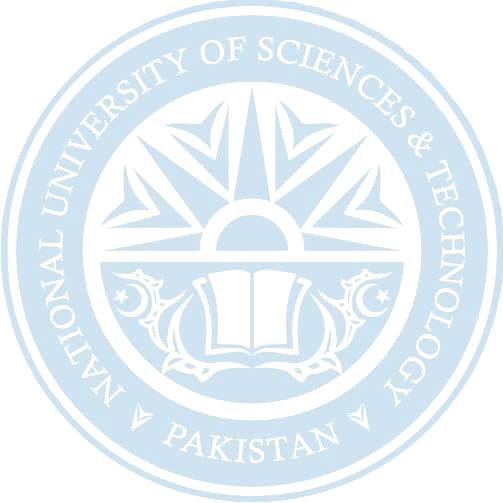 NATIONAL UNIVERSITY OF SCIENCES & TECHNOLOGY
PAKISTAN